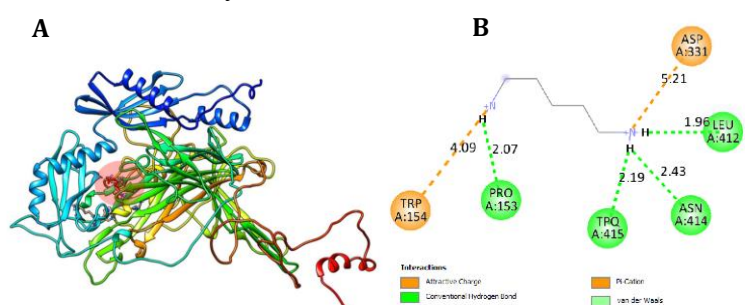 A
B
ASP
A:331
5.21
+N
H
N
H
H
1.96
LEU
A:412
4.09
2.07
2.19
2.43
TRP
A:154
PRO
A:153
TPQ
A:415
ASN
A:414
Interactions
Attractive Charge
Pi-Cation
Conventional Hydrogen Bond
van der Waals